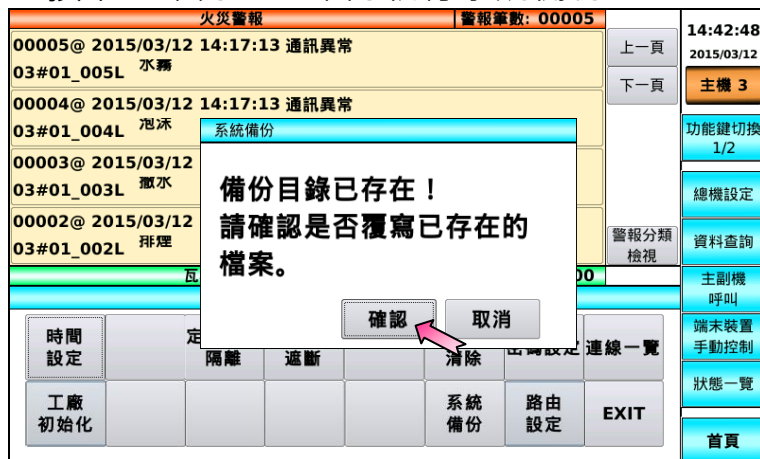 火災警報 警報筆數: 00005
00005@ 2015/03/12 14:17:13 通訊異常
03#01_005L 水霧
00004@ 2015/03/12 14:17:13 通訊異常
03#01_004L 泡沫
00003@ 2015/03/12
03#01_003L 撒水
00002@ 2015/03/12
03#01_002L 排煙
上一頁
下一頁
警報分類
檢視
系統備份
備份目錄已存在！
請確認是否覆寫已存在的
檔案。
確認 取消
時間
設定
隔離
遮斷
清除
連線一覽
工廠
初始化
系統
備份
路由
設定
EXIT
14:42:48
2015/03/12
主機 3
功能鍵切換
1/2
總機設定
資料查詢
主副機
呼叫
端末裝置
手動控制
狀態一覽
首頁